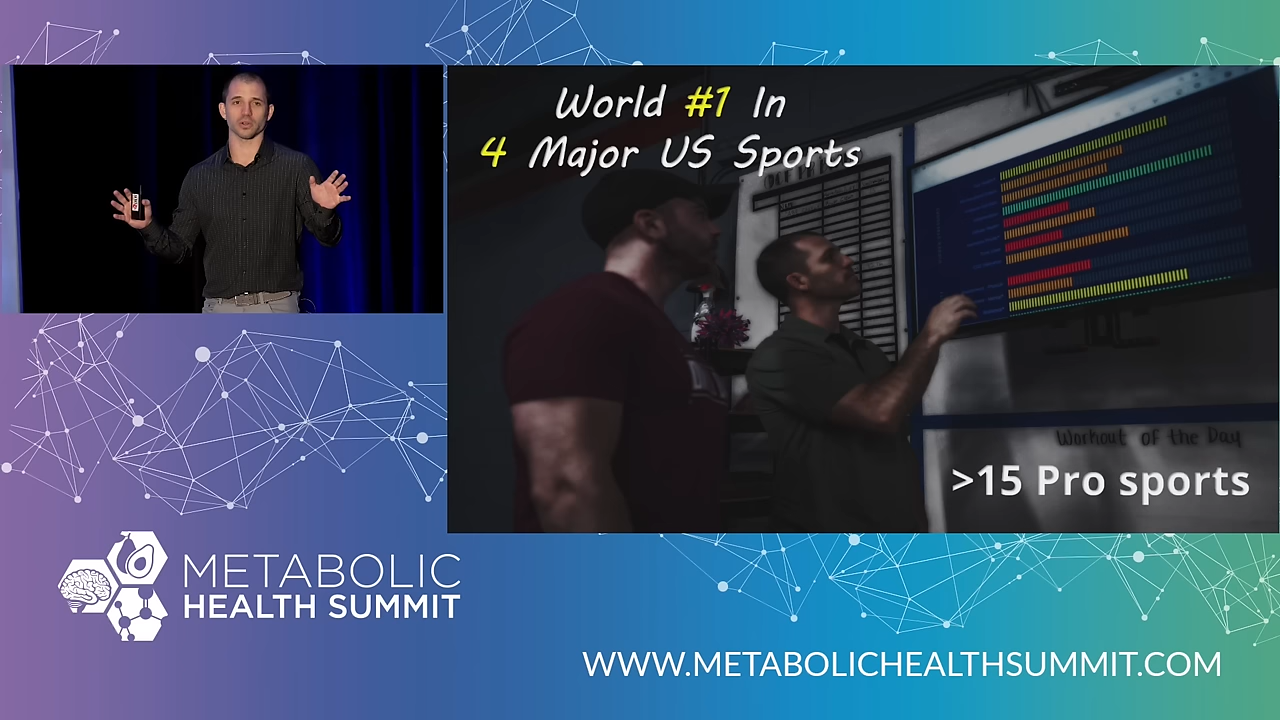 World #1 In
4 Major US Sports
Workout of the Day
>15 Pro sports
METABOLIC
HEALTH SUMMIT
WWW.METABOLICHEALTHSUMMIT.COM